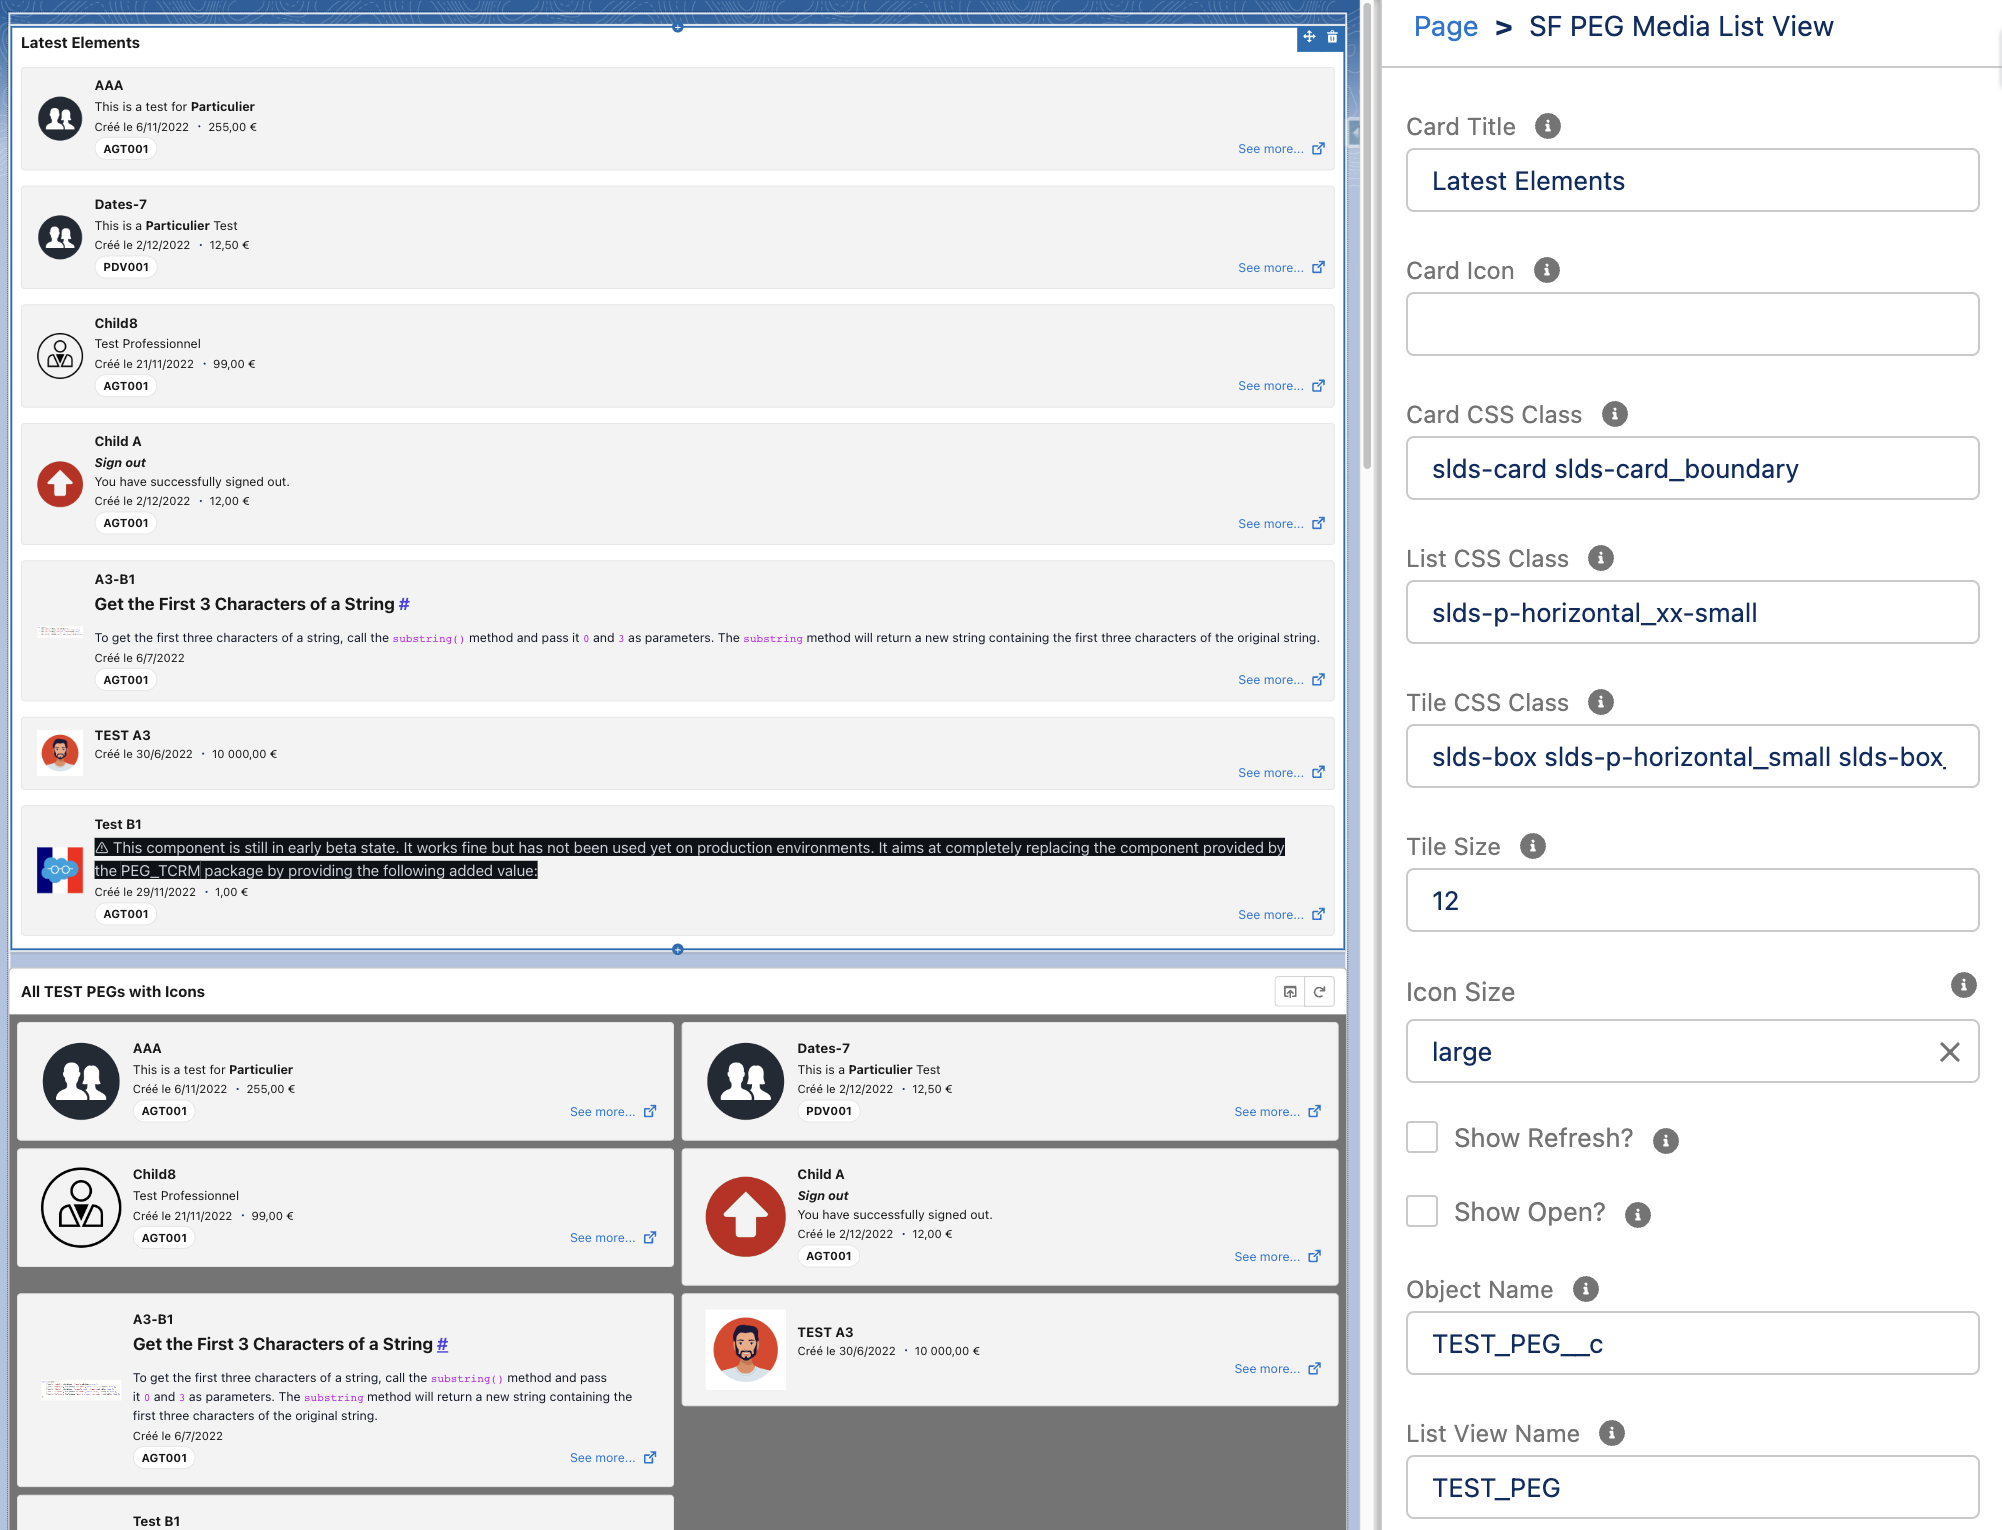 Latest Elements
AAA
This is a test for Particulier
Créé le 6/11/2022 · 255,00 €
AGT001
See more...
Dates-7
This is a Particulier Test
Créé le 2/12/2022 · 12,50 €
PDV001
See more...
Child8
Test Professionnel
Créé le 21/11/2022 · 99,00 €
AGT001
See more...
Child A
Sign out
You have successfully signed out.
Créé le 2/12/2022 · 12,00 €
AGT001
See more...
A3-B1
Get the First 3 Characters of a String #
To get the first three characters of a string, call the substring() method and pass it 0 and 3 as parameters. The substring method will return a new string containing the first three characters of the original string.
Créé le 6/7/2022
AGT001
See more...
TEST A3
Créé le 30/6/2022 · 10 000,00 €
See more...
Test B1
⚠ This component is still in early beta state. It works fine but has not been used yet on production environments. It aims at completely replacing the component provided by
the PEG_TCRM package by providing the following added value:
Créé le 29/11/2022 · 1,00 €
AGT001
See more...
All TEST PEGs with Icons
AAA
This is a test for Particulier
Créé le 6/11/2022 · 255,00 €
AGT001
See more...
Dates-7
This is a Particulier Test
Créé le 2/12/2022 · 12,50 €
PDV001
See more...
Child8
Test Professionnel
Créé le 21/11/2022 · 99,00 €
AGT001
See more...
Child A
Sign out
You have successfully signed out.
Créé le 2/12/2022 · 12,00 €
AGT001
See more...
A3-B1
Get the First 3 Characters of a String #
To get the first three characters of a string, call the substring() method and pass
it 0 and 3 as parameters. The substring method will return a new string containing the
first three characters of the original string.
Créé le 6/7/2022
AGT001
See more...
TEST A3
Créé le 30/6/2022 · 10 000,00 €
See more...
Test B1
Page > SF PEG Media List View
Card Title
Latest Elements
Card Icon
Card CSS Class
slds-card slds-card_boundary
List CSS Class
slds-p-horizontal_xx-small
Tile CSS Class
slds-box slds-p-horizontal_small slds-box_
Tile Size
12
Icon Size
large
Show Refresh?
Show Open?
Object Name
TEST_PEG__c
List View Name
TEST_PEG